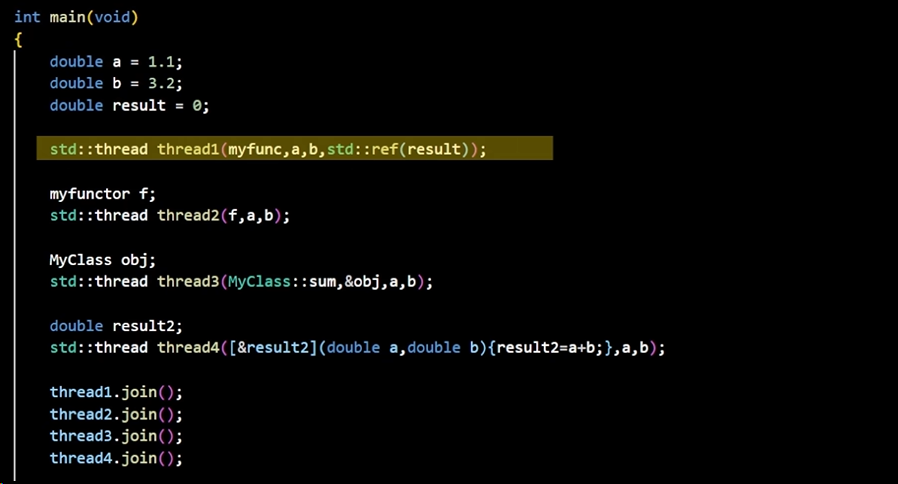 int main(void)
{
double a = 1.1;
double b = 3.2;
double result = 0;
std::thread thread1(myfunc,a,b,std::ref(result));
myfunctor f;
std::thread thread2(f,a,b);
MyClass obj;
std::thread thread3(MyClass::sum,&obj,a,b);
double result2;
std::thread thread4([&result2](double a,double b){result2=a+b;},a,b);
thread1.join();
thread2.join();
thread3.join();
thread4.join();